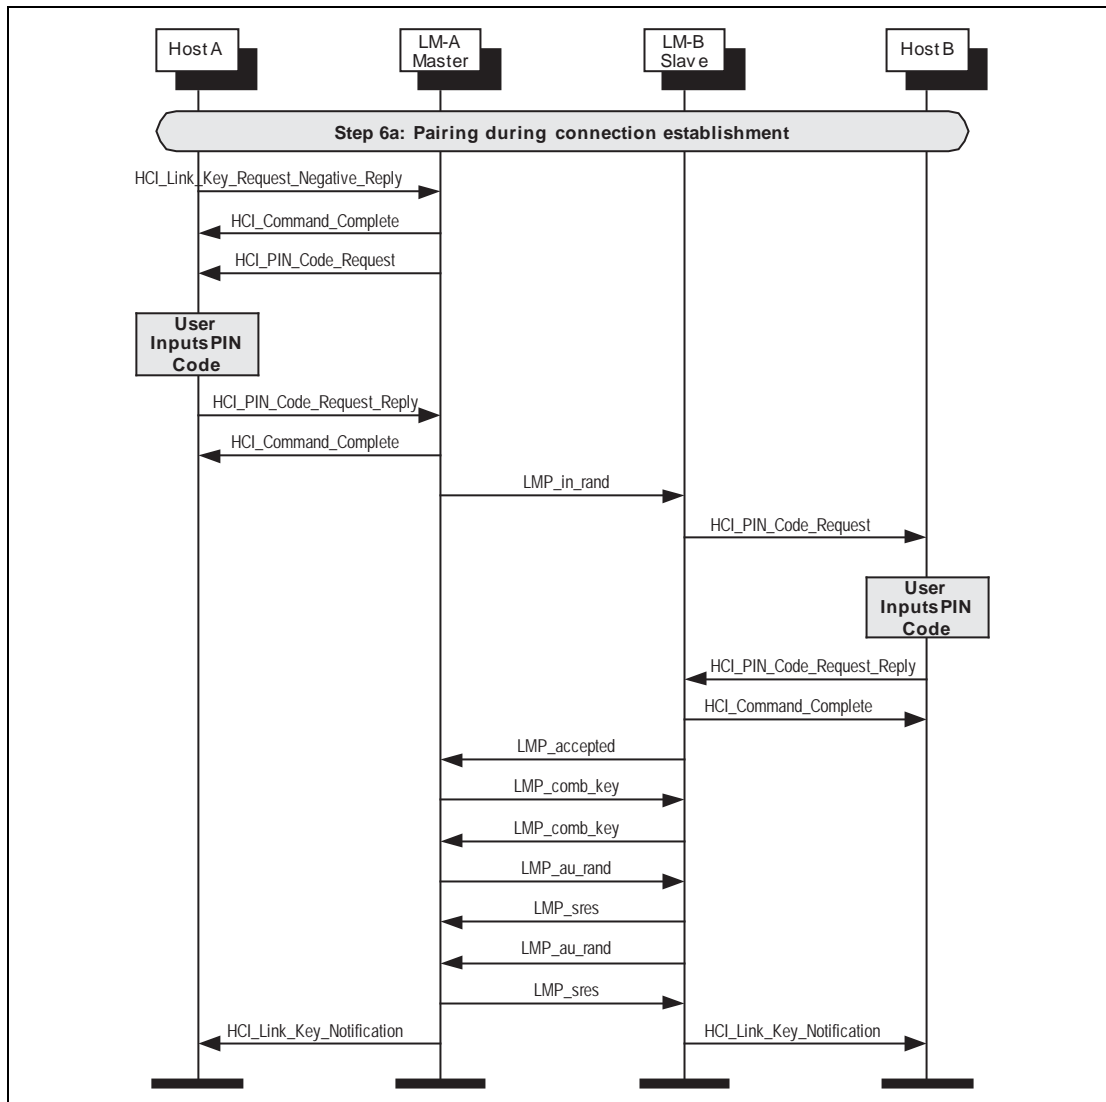 Host A
LM-A
Master
LM-B
Slave
Host B
Step 6a: Pairing during connection establishment
HCI_Link_Key_Request_Negative_Reply
HCI_Command_Complete
HCI_PIN_Code_Request
User
Inputs PIN
Code
HCI_PIN_Code_Request_Reply
HCI_Command_Complete
LMP_in_rand
HCI_PIN_Code_Request
User
Inputs PIN
Code
HCI_PIN_Code_Request_Reply
HCI_Command_Complete
LMP_accepted
LMP_comb_key
LMP_comb_key
LMP_au_rand
LMP_sres
LMP_au_rand
LMP_sres
HCI_Link_Key_Notification
HCI_Link_Key_Notification